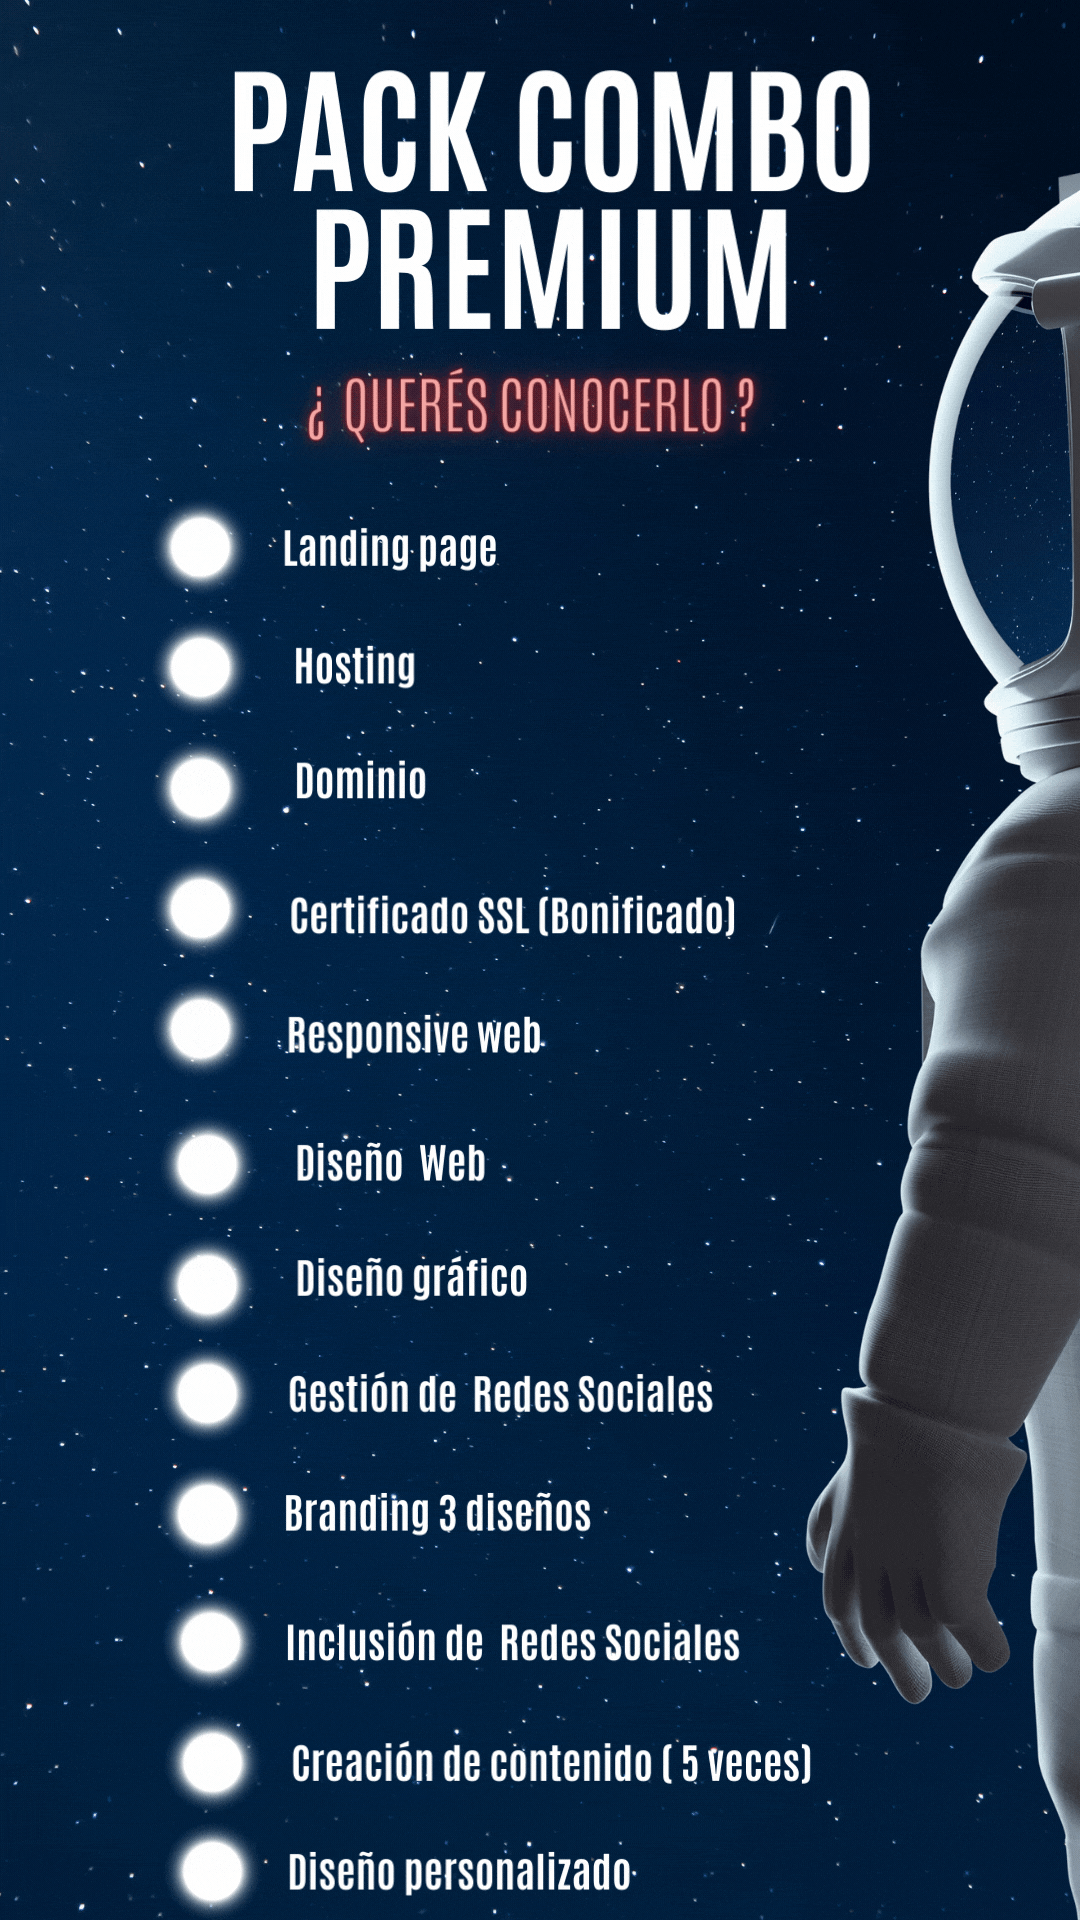 PACK COMBO
PREMIUM
¿ QUERÉS CONOCERLO ?
Landing page
Hosting
Dominio
Certificado SSL (Bonificado)
Responsive web
Diseño Web
Diseño gráfico
Gestión de Redes Sociales
Branding 3 diseños
Inclusión de Redes Sociales
Creación de contenido ( 5 veces)
Diseño personalizado